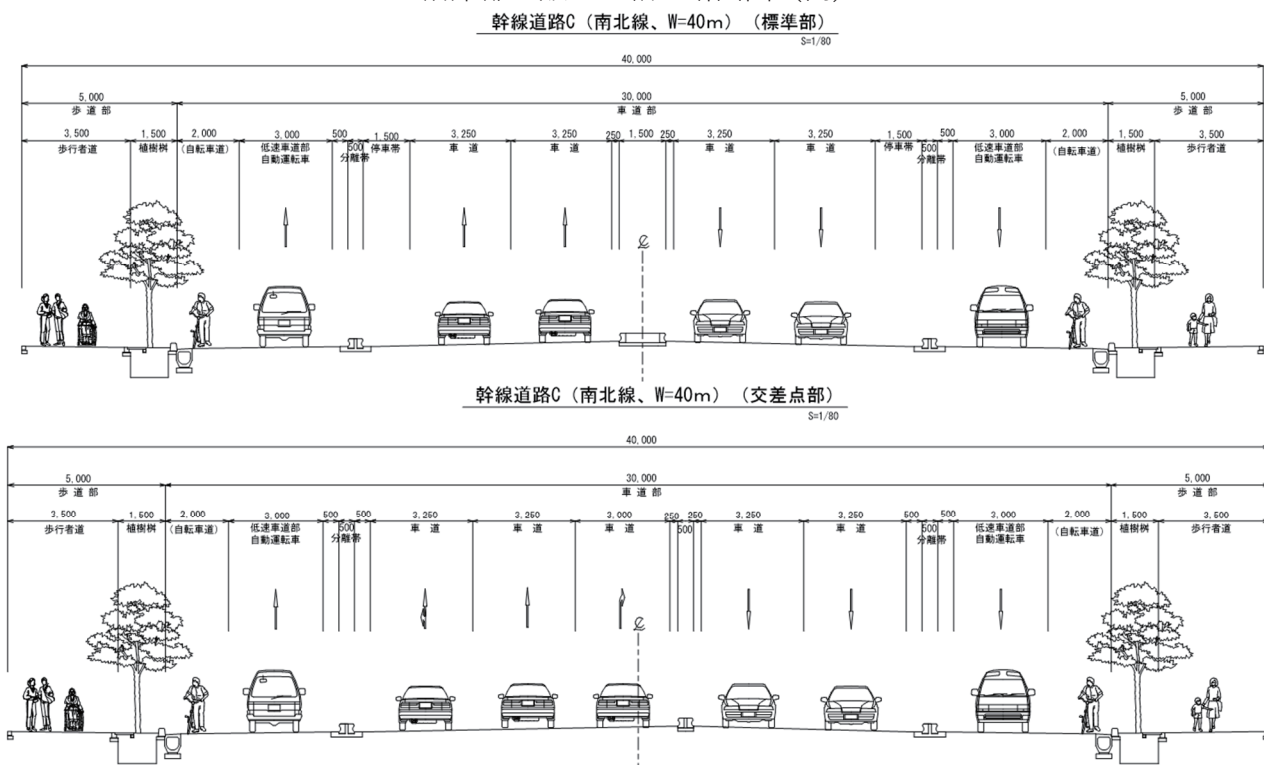 幹線道路C（南北線、W=40m）（標準部）
S=1/80
40,000
5,000 30,000 5,000
歩道部 車道部 歩道部
3,500 1,500 2,000 3,000 500 500 1,500 3,250 3,250 250 1,500 250 3,250 3,250 1,500 500 500 3,000 2,000 1,500 3,500
歩行者道 植樹桝 (自転車道) 低速車道部 分離帯 停車帯 車道 車道 車道 車道 停車帯 分離帯 低速車道部 (自転車道) 植樹桝 歩行者道
自動運転車 自動運転車
℄
幹線道路C（南北線、W=40m）（交差点部）
S=1/80
40,000
5,000 30,000 5,000
歩道部 車道部 歩道部
3,500 1,500 2,000 3,000 500 500 500 3,250 3,250 3,000 250 500 250 3,250 3,250 500 500 500 3,000 2,000 1,500 3,500
歩行者道 植樹桝 (自転車道) 低速車道部 分離帯 車道 車道 車道 車道 車道 分離帯 低速車道部 (自転車道) 植樹桝 歩行者道
自動運転車 自動運転車
℄